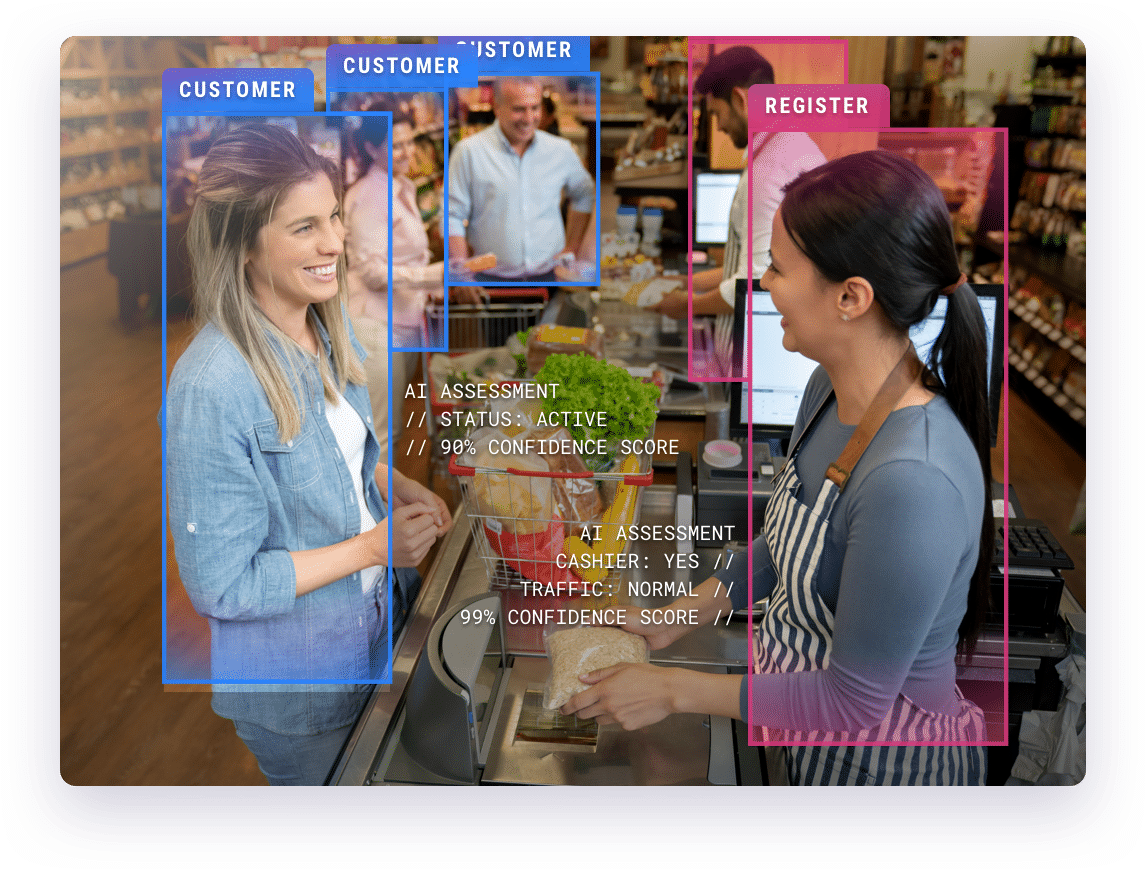 CUSTOMER
CUSTOMER
CUSTOMER
REGISTER
AI ASSESSMENT
// STATUS: ACTIVE
// 90% CONFIDENCE SCORE
AI ASSESSMENT
CASHIER: YES //
TRAFFIC: NORMAL //
99% CONFIDENCE SCORE //